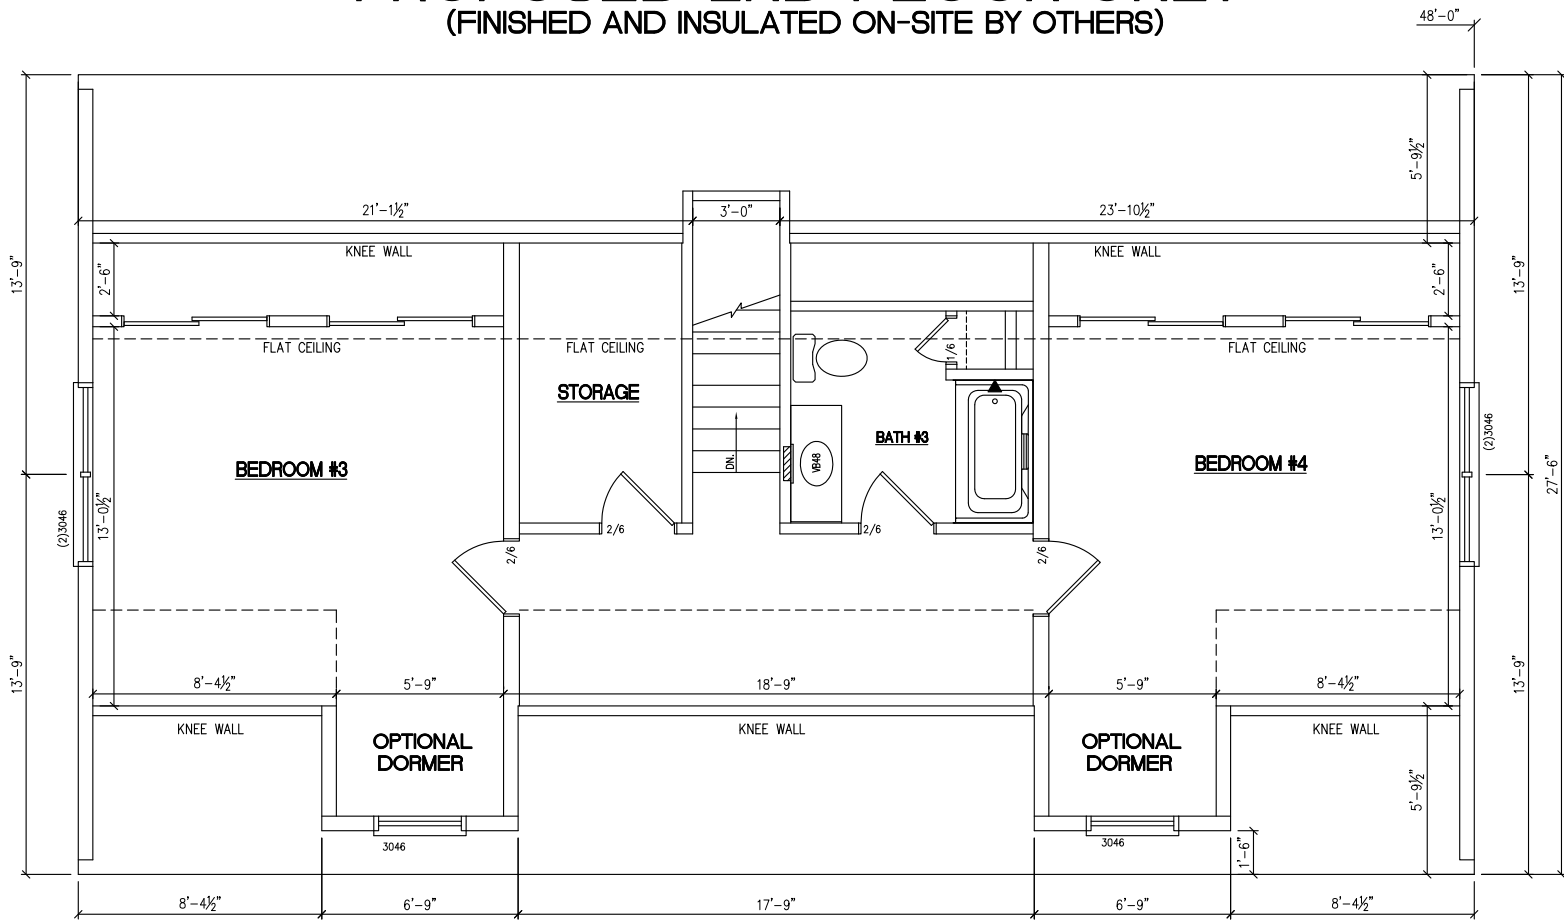 (FINISHED AND INSULATED ON-SITE BY OTHERS)
48'-0"
5'-9½"
21'-1½"
3'-0"
23'-10½"
KNEE WALL
KNEE WALL
13'-9"
2'-6"
2'-6"
13'-9"
FLAT CEILING
FLAT CEILING
FLAT CEILING
1/6
STORAGE
BATH #3
BEDROOM #3
BEDROOM #4
DN.
VB48
(2)3046
(2)3046
27'-6"
13'-0½"
13'-0½"
2/6
2/6
2/6
2/6
13'-9"
13'-9"
8'-4½"
5'-9"
18'-9"
5'-9"
8'-4½"
KNEE WALL
KNEE WALL
KNEE WALL
OPTIONAL
DORMER
OPTIONAL
DORMER
5'-9½"
3046
3046
1'-6"
8'-4½"
6'-9"
17'-9"
6'-9"
8'-4½"